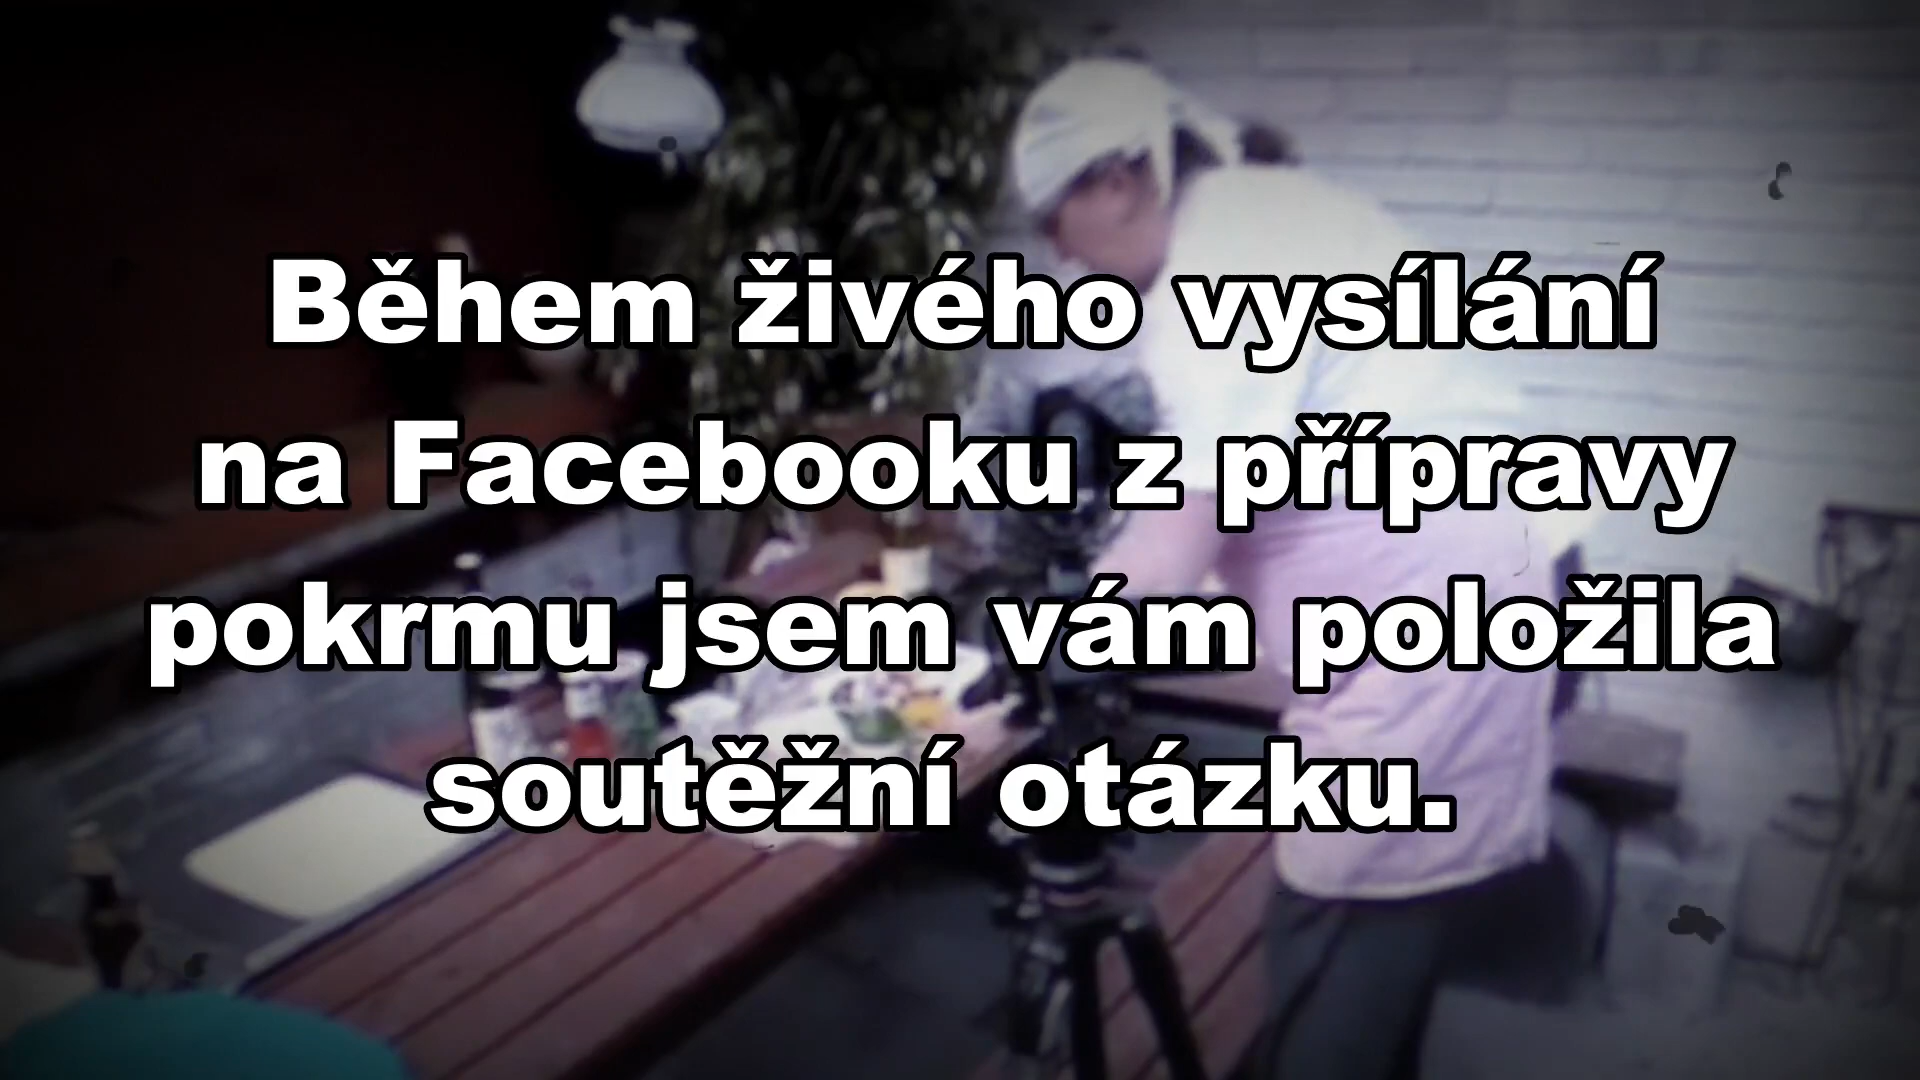 Během živého vysílání
na Facebooku z přípravy
pokrmu jsem vám položila
soutěžní otázku.